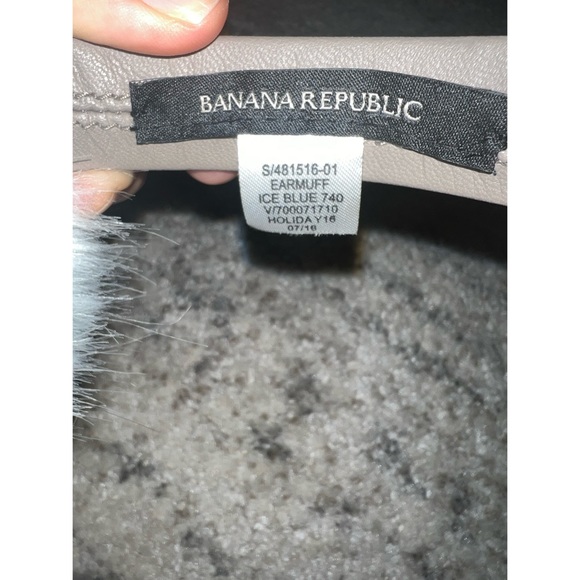 BANANA REPUBLIC
S/481516-01
EARMUFF
ICE BLUE 740
V/700071710
HOLIDAY16
07/16